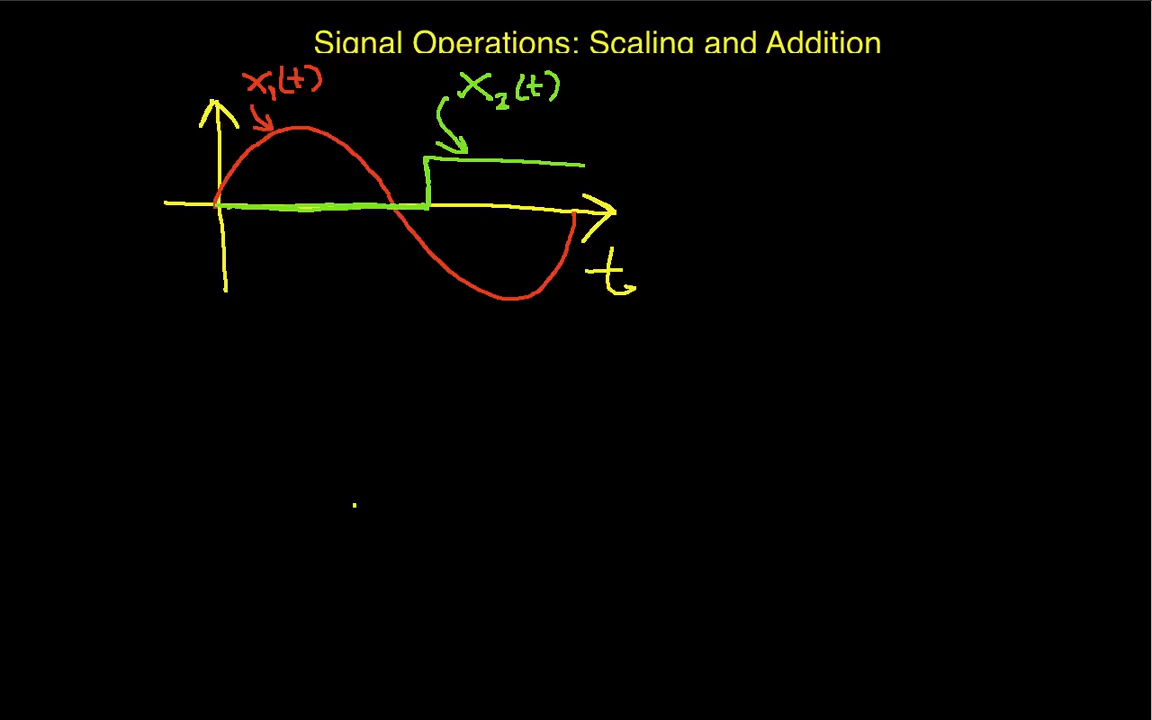 Signal Operations: Scaling and Addition
x₁(t)
x₂(t)
t